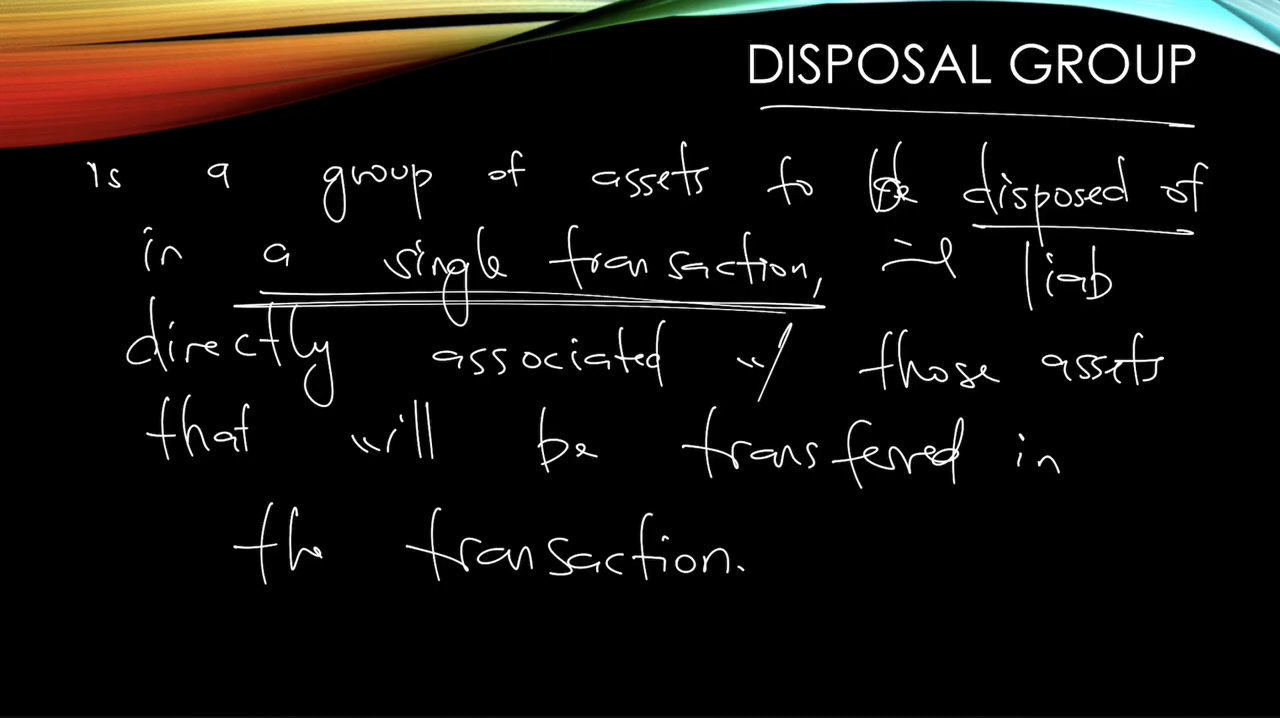 DISPOSAL GROUP
is a group of assets to be disposed of
in a single transaction, liab
directly associated w/ those assets
that will be transferred in
the transaction.